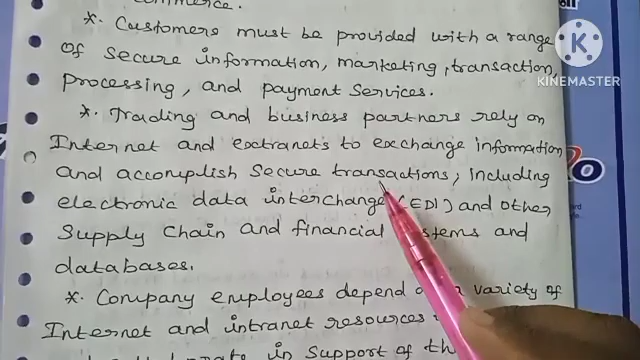 commerce.
*. Customers must be provided with a range
of secure information, marketing, transaction,
processing, and payment services.
*. Trading and business partners rely on
Internet and extranets to exchange information
and accomplish secure transactions, including
electronic data interchange (EDI) and other
Supply chain and financial systems and
databases.
*. Company employees depend on variety of
Internet and intranet resources
in support of the
KINEMASTER